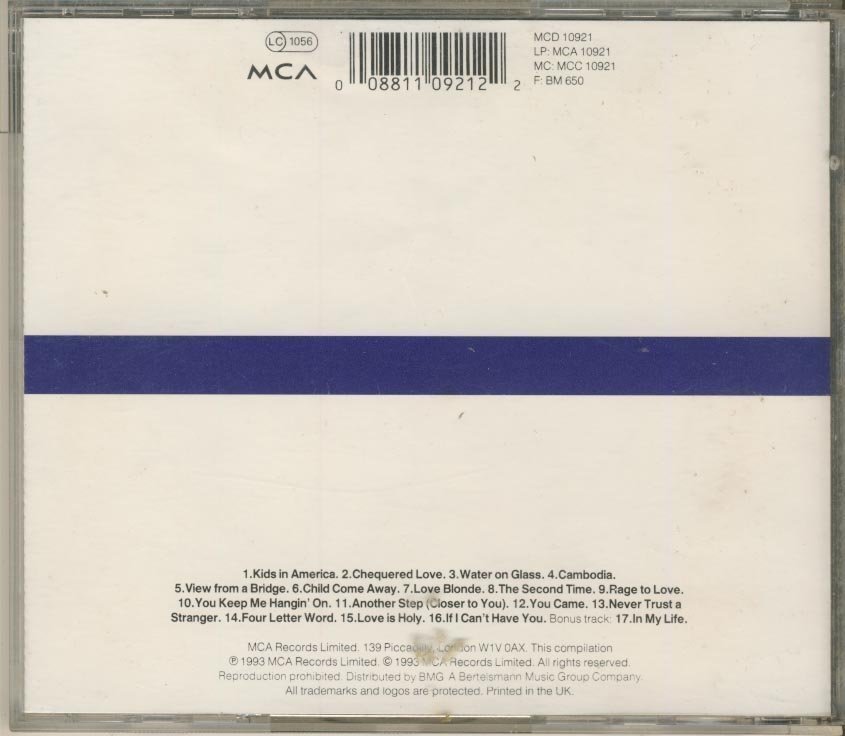 LC 1056
MCA
0 08811 09212 2
MCD 10921
LP: MCA 10921
MC: MCC 10921
F: BM 650
1.Kids in America. 2.Chequered Love. 3.Water on Glass. 4.Cambodia.
5.View from a Bridge. 6.Child Come Away. 7.Love Blonde. 8.The Second Time. 9.Rage to Love.
10.You Keep Me Hangin' On. 11.Another Step (Closer to You). 12.You Came. 13.Never Trust a
Stranger. 14.Four Letter Word. 15.Love is Holy. 16.If I Can't Have You. Bonus track: 17.In My Life.
MCA Records Limited. 139 Piccadilly, London W1V 0AX. This compilation
℗ 1993 MCA Records Limited. © 1993 MCA Records Limited. All rights reserved.
Reproduction prohibited. Distributed by BMG A Bertelsmann Music Group Company.
All trademarks and logos are protected. Printed in the UK.